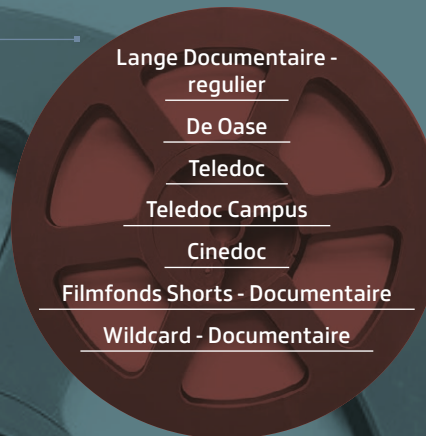 Lange Documentaire -
regulier
De Oase
Teledoc
Teledoc Campus
Cinedoc
Filmfonds Shorts - Documentaire
Wildcard - Documentaire